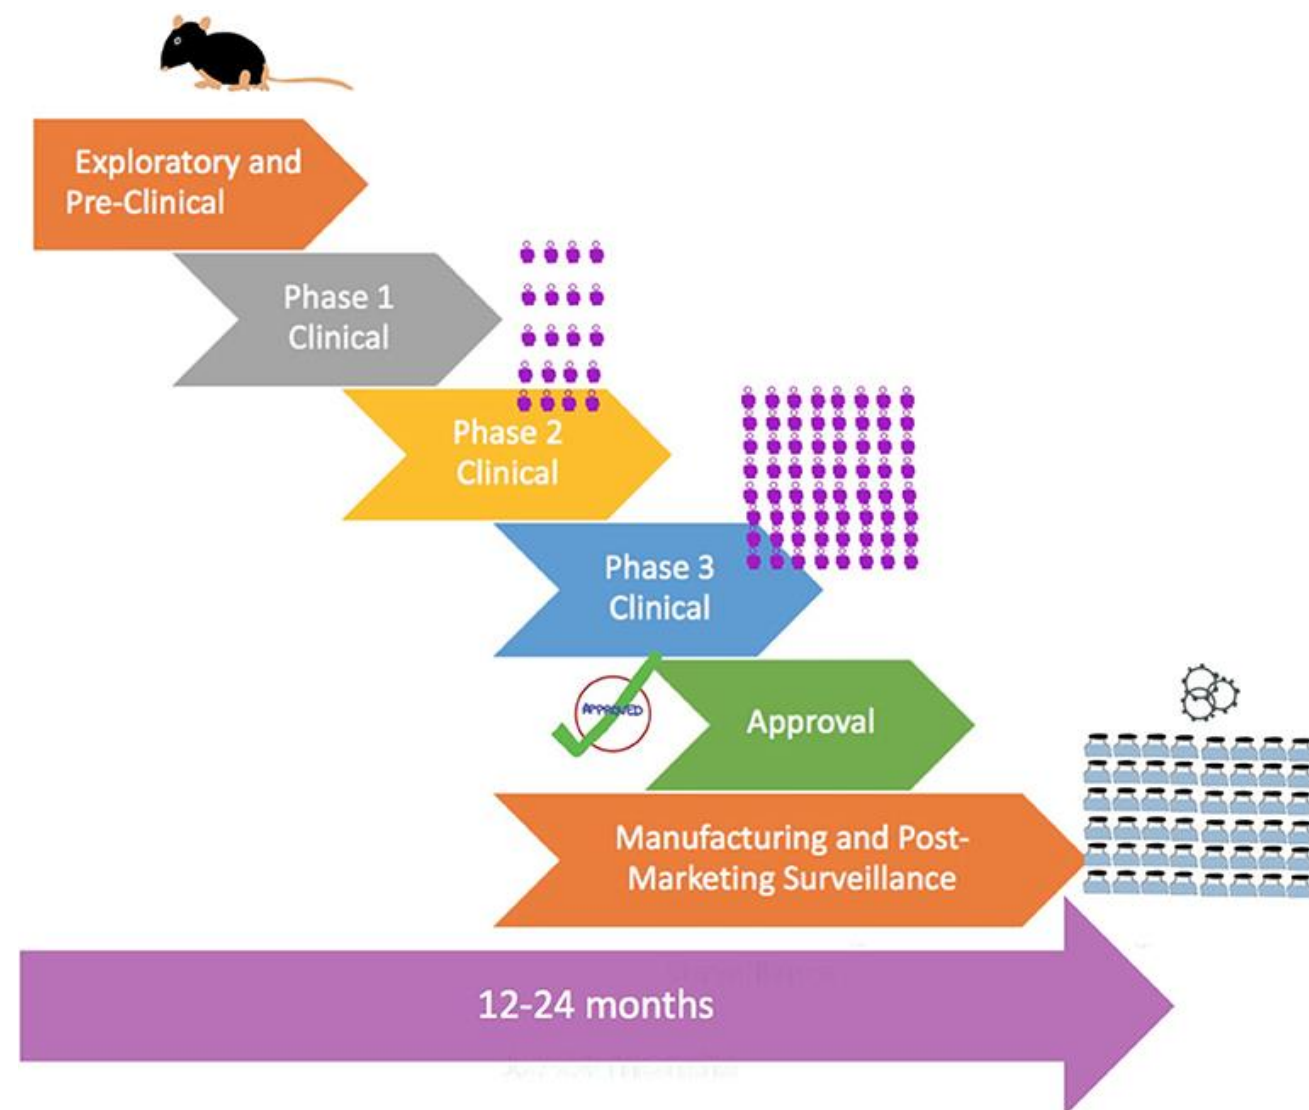 Exploratory and
Pre-Clinical
Phase 1
Clinical
Phase 2
Clinical
Phase 3
Clinical
APPROVED
Approval
Manufacturing and Post-
Marketing Surveillance
12-24 months